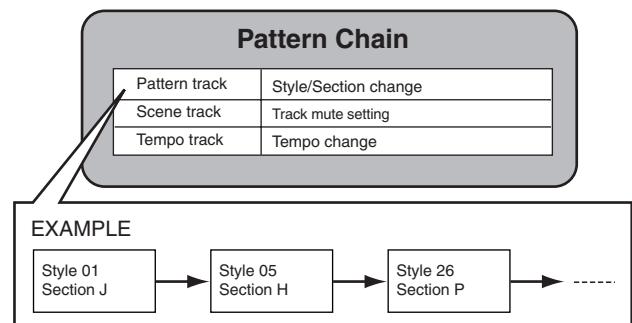 Pattern Chain
Pattern track Style/Section change
Scene track Track mute setting
Tempo track Tempo change
EXAMPLE
Style 01 Style 05 Style 26
Section J Section H Section P